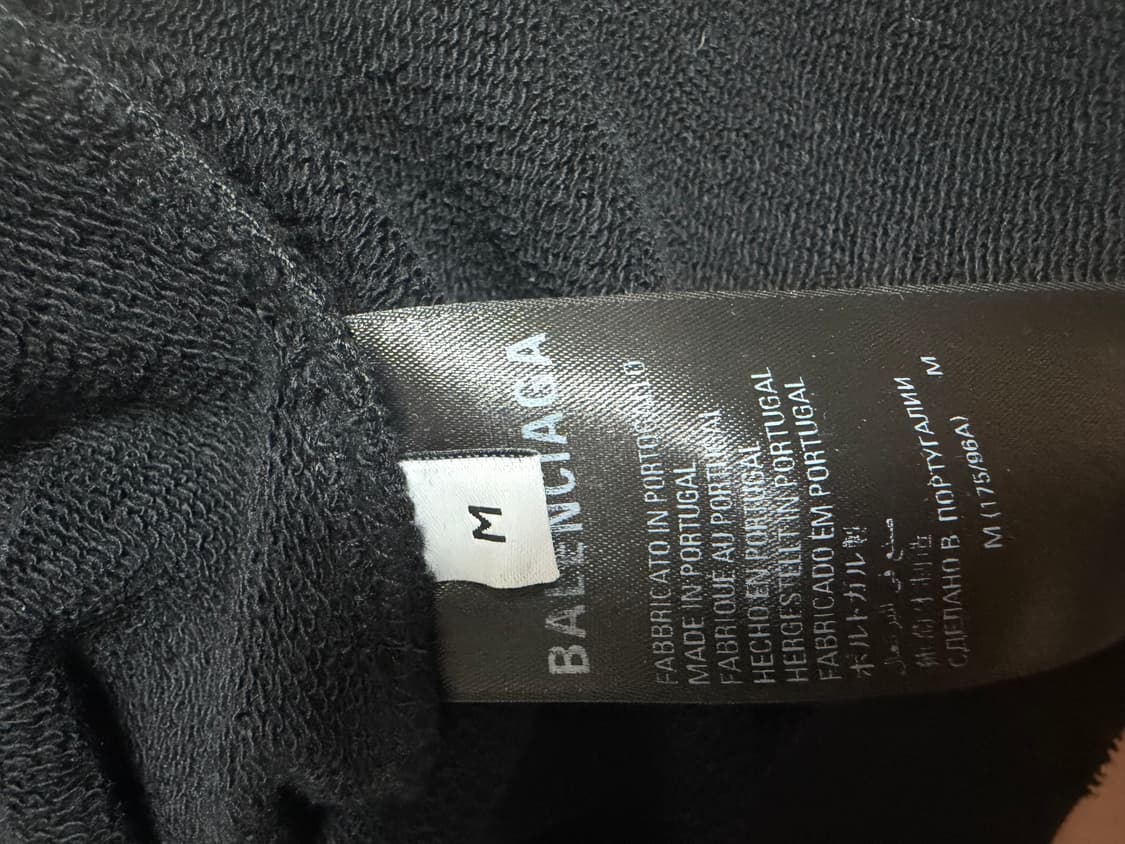 M
BALENCIAGA
FABBRICATO IN PORTOGALLO
MADE IN PORTUGAL
FABRIQUE AU PORTUGAL
HECHO EN PORTUGAL
HERGESTELLT IN PORTUGAL
FABRICADO EM PORTUGAL
ポルトガル製
صنع في البرتغال
СДЕЛАНО В ПОРТУГАЛИИ
M
M (175/96A)